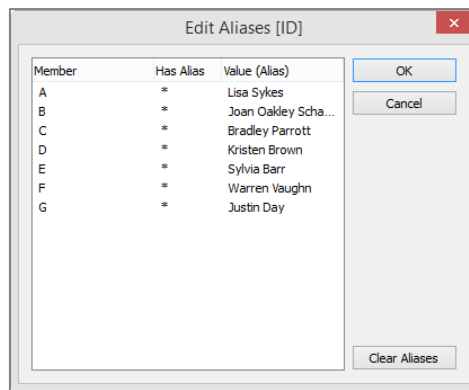 Edit Aliases [ID]
Member Has Alias Value (Alias)
A * Lisa Sykes
B * Joan Oakley Scha...
C * Bradley Parrott
D * Kristen Brown
E * Sylvia Barr
F * Warren Vaughn
G * Justin Day
OK
Cancel
Clear Aliases